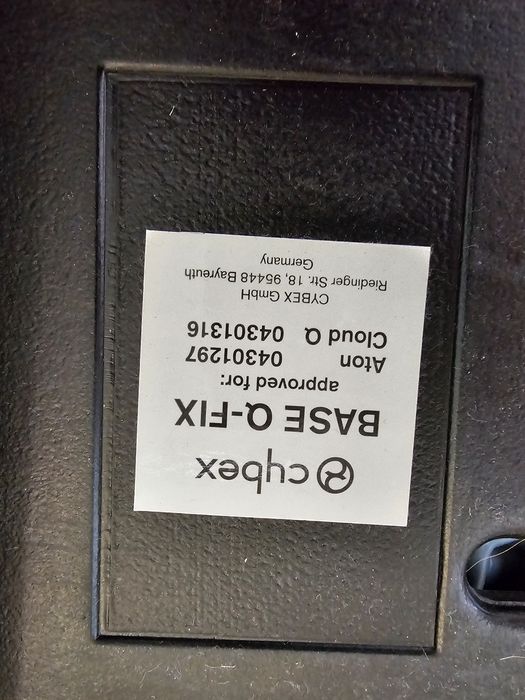 cybex
BASE Q-FIX
approved for:
Aton 04301297
Cloud Q 04301316
CYBEX GmbH
Riedinger Str. 18, 95448 Bayreuth
Germany